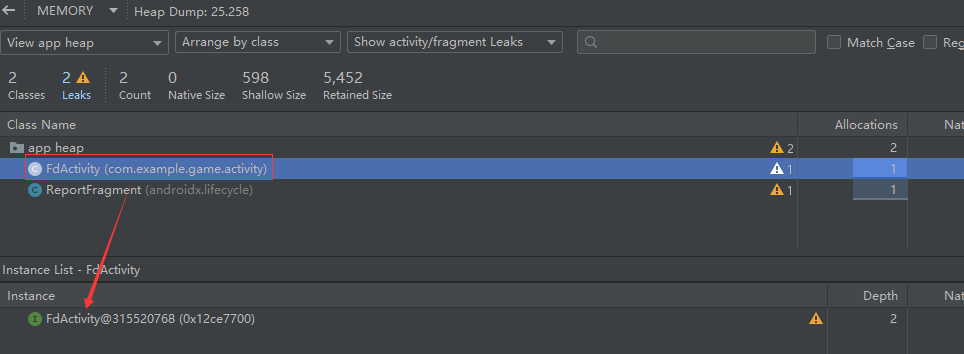 MEMORY Heap Dump: 25.258
View app heap Arrange by class Show activity/fragment Leaks Match Case Reg
2 2 2 0 598 5,452
Classes Leaks Count Native Size Shallow Size Retained Size
Class Name Allocations Nat
app heap 2 2
C FdActivity (com.example.game.activity) 1 1
C ReportFragment (androidx.lifecycle) 1 1
Instance List - FdActivity
Instance Depth Nat
I FdActivity@315520768 (0x12ce7700) 2